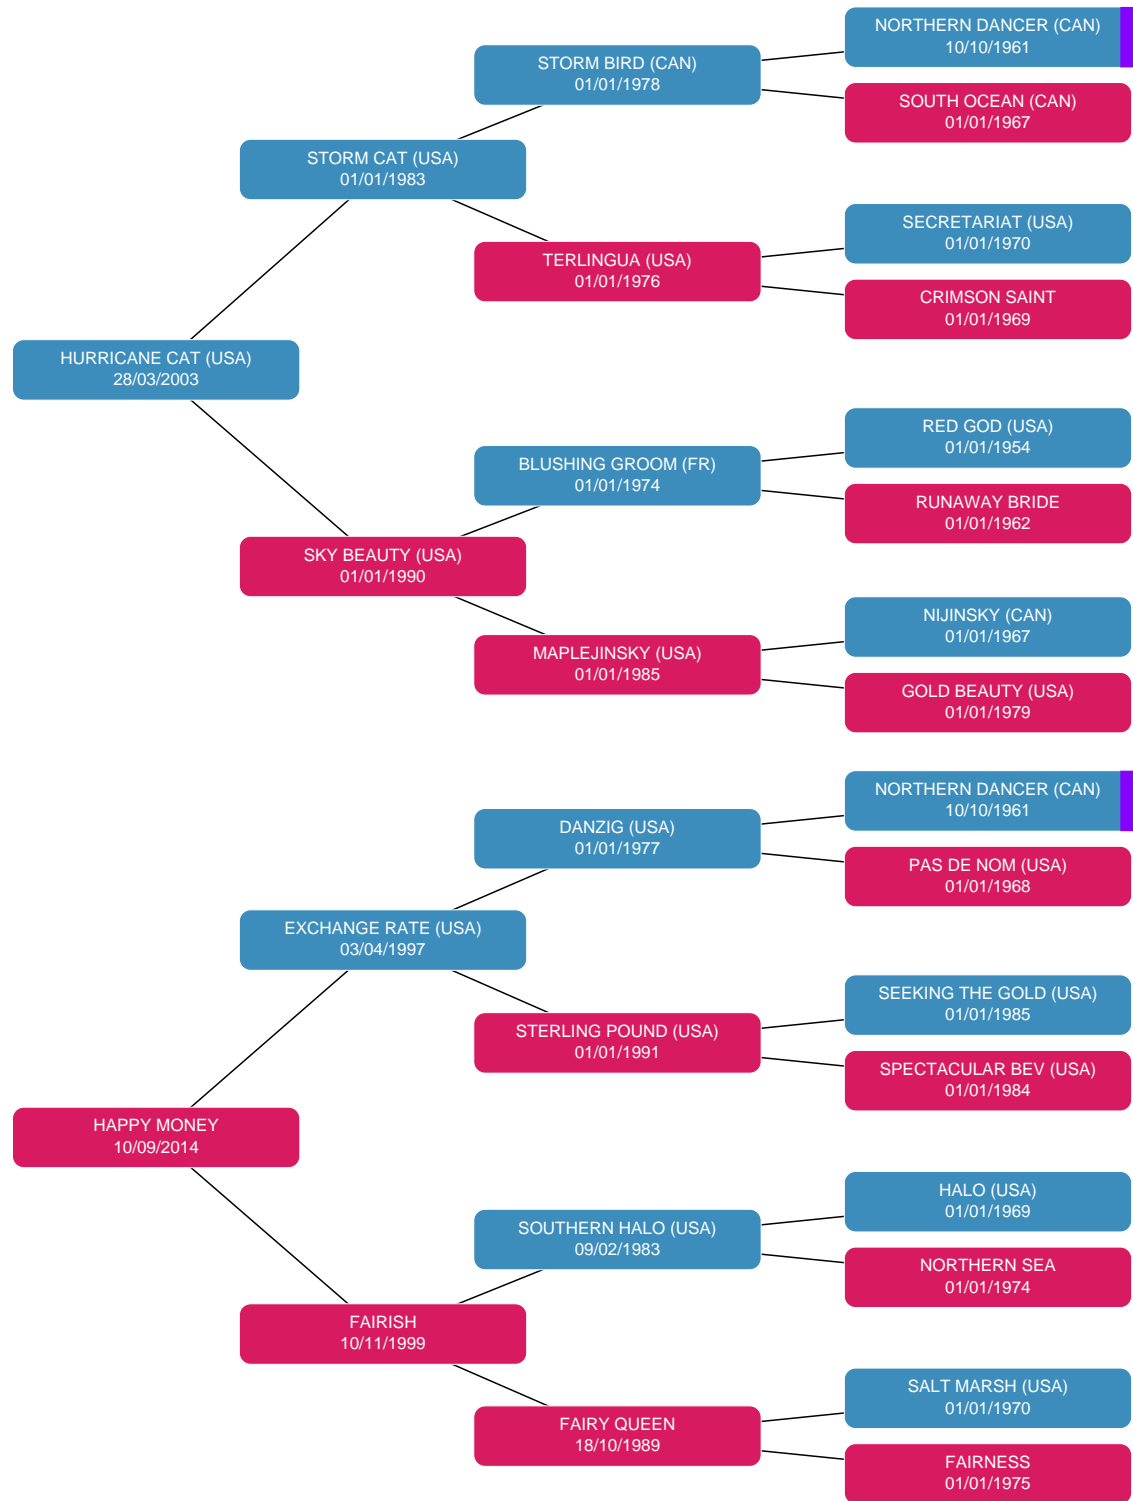 NORTHERN DANCER (CAN)
10/10/1961
STORM BIRD (CAN)
01/01/1978
SOUTH OCEAN (CAN)
01/01/1967
STORM CAT (USA)
01/01/1983
SECRETARIAT (USA)
01/01/1970
TERLINGUA (USA)
01/01/1976
CRIMSON SAINT
01/01/1969
HURRICANE CAT (USA)
28/03/2003
RED GOD (USA)
01/01/1954
BLUSHING GROOM (FR)
01/01/1974
RUNAWAY BRIDE
01/01/1962
SKY BEAUTY (USA)
01/01/1990
NIJINSKY (CAN)
01/01/1967
MAPLEJINSKY (USA)
01/01/1985
GOLD BEAUTY (USA)
01/01/1979
NORTHERN DANCER (CAN)
10/10/1961
DANZIG (USA)
01/01/1977
PAS DE NOM (USA)
01/01/1968
EXCHANGE RATE (USA)
03/04/1997
SEEKING THE GOLD (USA)
01/01/1985
STERLING POUND (USA)
01/01/1991
SPECTACULAR BEV (USA)
01/01/1984
HAPPY MONEY
10/09/2014
HALO (USA)
01/01/1969
SOUTHERN HALO (USA)
09/02/1983
NORTHERN SEA
01/01/1974
FAIRISH
10/11/1999
SALT MARSH (USA)
01/01/1970
FAIRY QUEEN
18/10/1989
FAIRNESS
01/01/1975